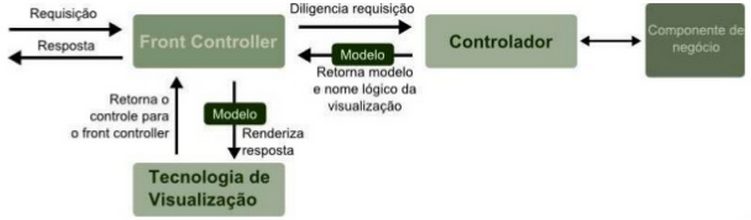 Requisição
Resposta
Front Controller
Diligencia requisição
Modelo
Retorna modelo
e nome lógico da
visualização
Controlador
Componente de
negócio
Retorna o
controle para
o front controller
Modelo
Renderiza
resposta
Tecnologia de
Visualização